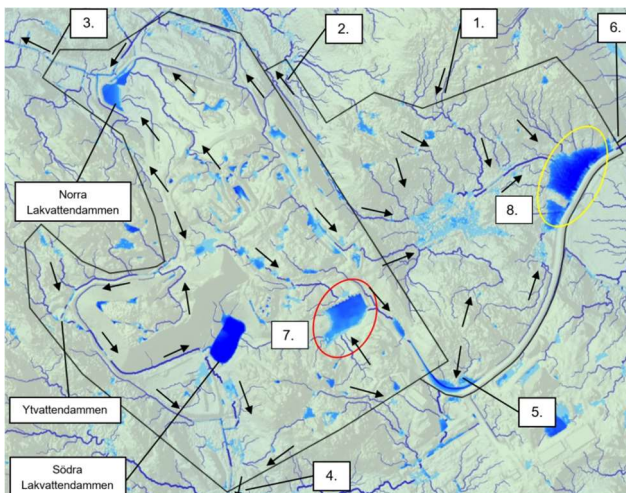 3.
2.
1.
6.
Norra
Lakvattendammen
8.
7.
Ytvattendammen
5.
Södra
Lakvattendammen
4.